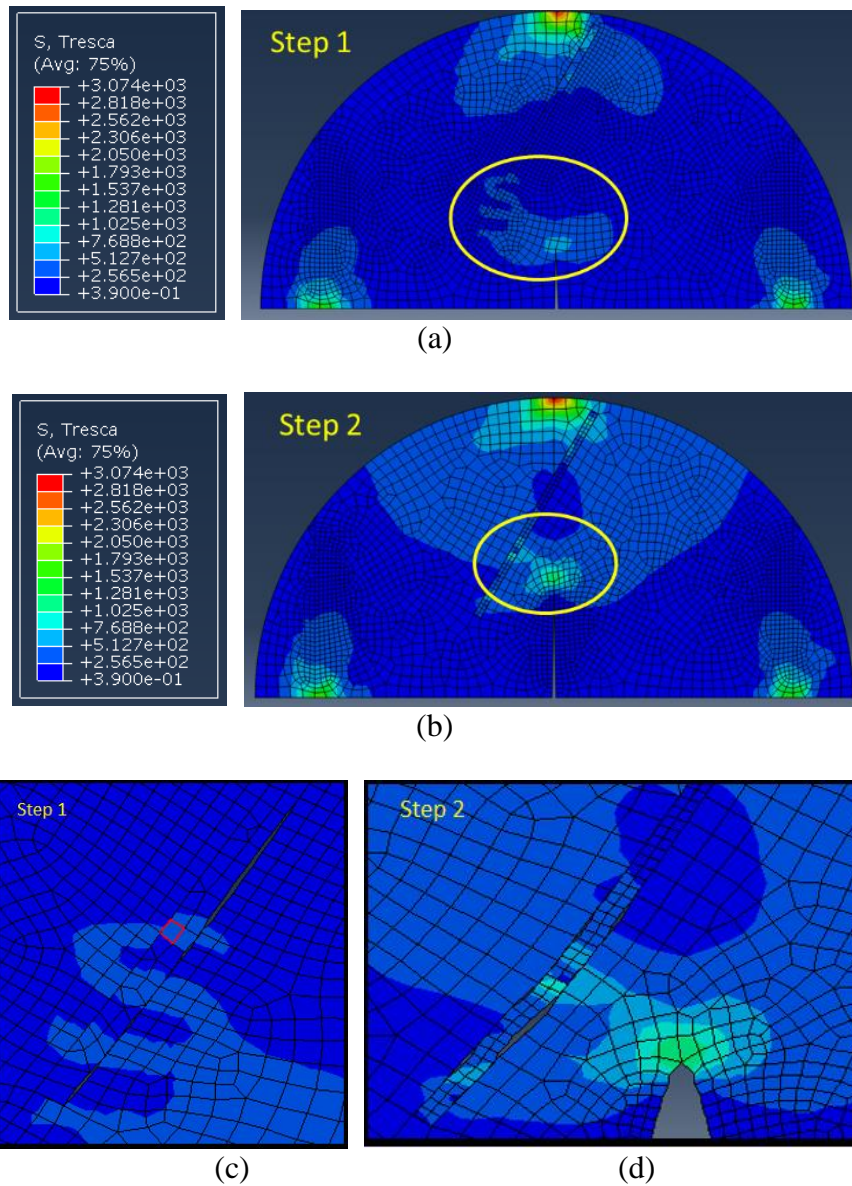 S, Tresca
(Avg: 75%)
+3.074e+03
+2.818e+03
+2.562e+03
+2.306e+03
+2.050e+03
+1.793e+03
+1.537e+03
+1.281e+03
+1.025e+03
+7.688e+02
+5.127e+02
+2.565e+02
+3.900e-01
Step 1
(a)
S, Tresca
(Avg: 75%)
+3.074e+03
+2.818e+03
+2.562e+03
+2.306e+03
+2.050e+03
+1.793e+03
+1.537e+03
+1.281e+03
+1.025e+03
+7.688e+02
+5.127e+02
+2.565e+02
+3.900e-01
Step 2
(b)
Step 1
Step 2
(c)
(d)